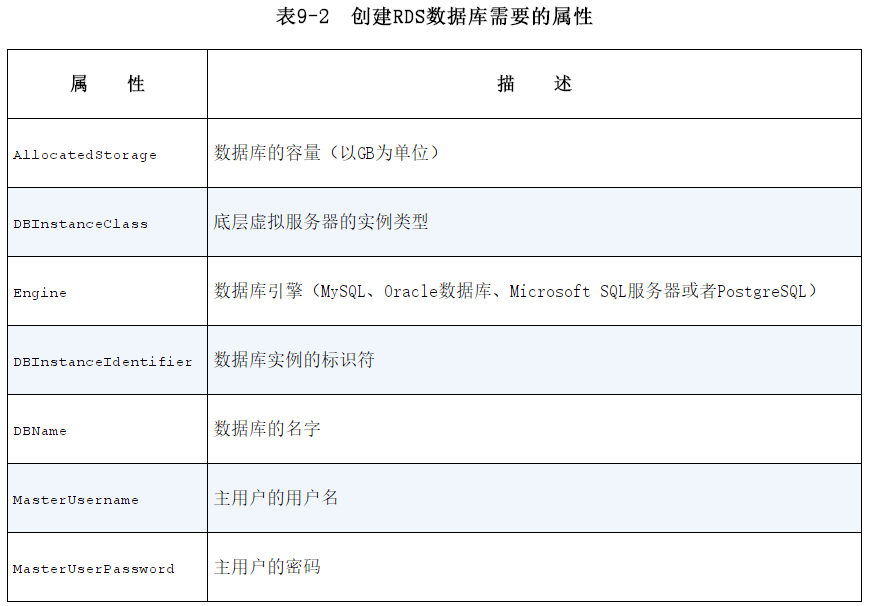 表9-2 创建RDS数据库需要的属性
属 性 描 述
AllocatedStorage 数据库的容量（以GB为单位）
DBInstanceClass 底层虚拟服务器的实例类型
Engine 数据库引擎（MySQL、Oracle数据库、Microsoft SQL服务器或者PostgreSQL）
DBInstanceIdentifier 数据库实例的标识符
DBName 数据库的名字
MasterUsername 主用户的用户名
MasterUserPassword 主用户的密码